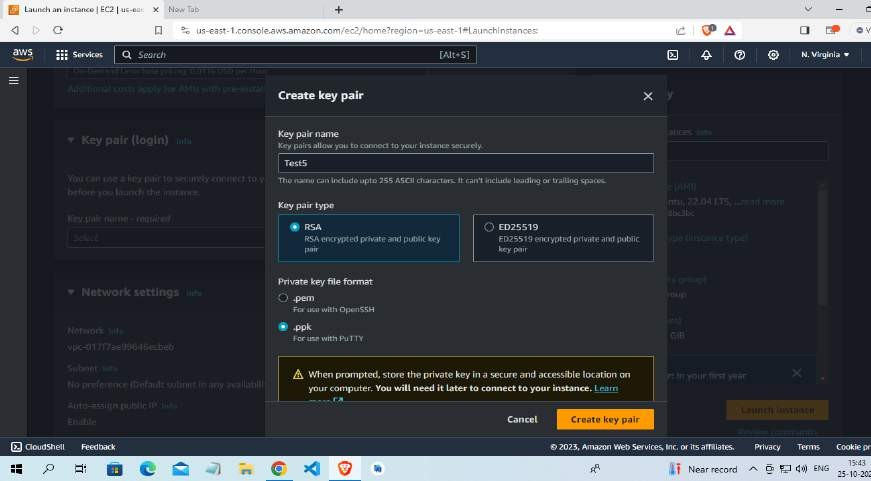 Launch an instance | EC2 | us-eas
New Tab
us-east-1.console.aws.amazon.com/ec2/home?region=us-east-1#LaunchInstances:
aws
Services
Search
[Alt+S]
N. Virginia
Additional costs apply for AMIs with pre-install
Key pair (login) Info
You can use a key pair to securely connect to y
before you launch the instance.
Key pair name - required
Select
Network settings Info
Network Info
vpc-017f7ae99646ecbeb
Subnet Info
No preference (Default subnet in any availabili
Auto-assign public IP Info
Enable
Create key pair
Key pair name
Key pairs allow you to connect to your instance securely.
Test5
The name can include upto 255 ASCII characters. It can't include leading or trailing spaces.
Key pair type
RSA
RSA encrypted private and public key
pair
ED25519
ED25519 encrypted private and public
key pair
Private key file format
.pem
For use with OpenSSH
.ppk
For use with PuTTY
When prompted, store the private key in a secure and accessible location on
your computer. You will need it later to connect to your instance. Learn
more
Cancel
Create key pair
ances Info
(AMI)
ntu, 22.04 LTS, ...read more
ype (instance type)
group)
roup
GiB
in your first year
Launch instance
Review commands
CloudShell
Feedback
© 2023, Amazon Web Services, Inc. or its affiliates.
Privacy
Terms
Cookie pr
Near record
ENG
15:43
25-10-202